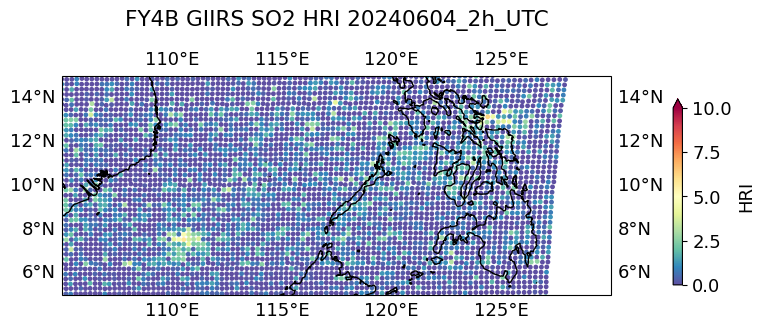 FY4B GIIRS SO2 HRI 20240604_2h_UTC
110°E 115°E 120°E 125°E
14°N 14°N 10.0
12°N 12°N 7.5
10°N 10°N 5.0
8°N 8°N 2.5
6°N 6°N 0.0
HRI
110°E 115°E 120°E 125°E